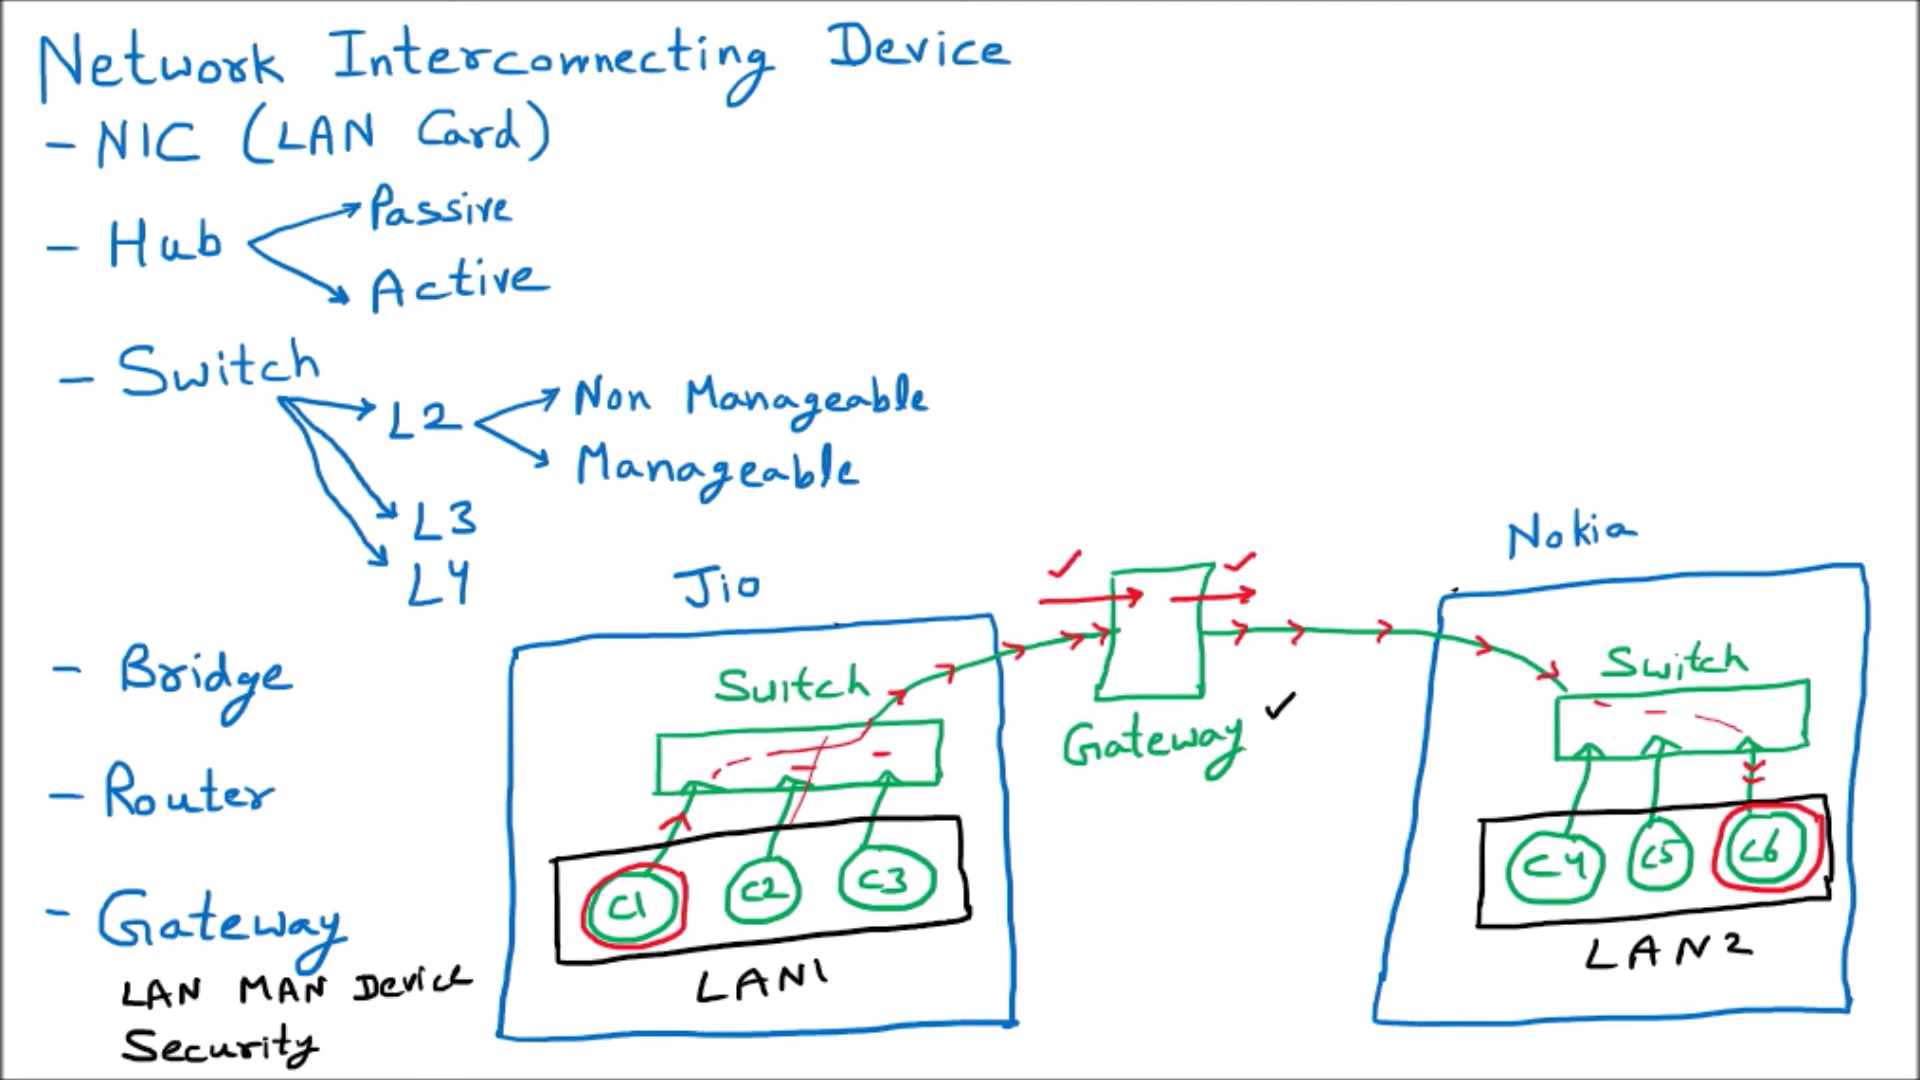 Network Interconnecting Device
- NIC (LAN Card)
- Hub
Passive
Active
- Switch
L2
Non Manageable
Manageable
L3
L4
- Bridge
- Router
- Gateway
LAN MAN Device
Security
Jio
Switch
C1 C2 C3
LAN1
Gateway ✓
✓ ✓
Nokia
Switch
C4 C5 C6
LAN2